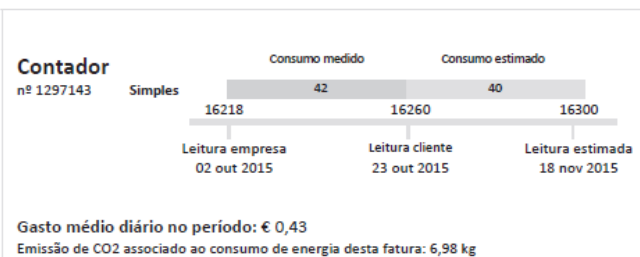 Consumo medido Consumo estimado
Contador
nº 1297143 Simples 42 40
16218 16260 16300
Leitura empresa Leitura cliente Leitura estimada
02 out 2015 23 out 2015 18 nov 2015
Gasto médio diário no período: € 0,43
Emissão de CO2 associado ao consumo de energia desta fatura: 6,98 kg